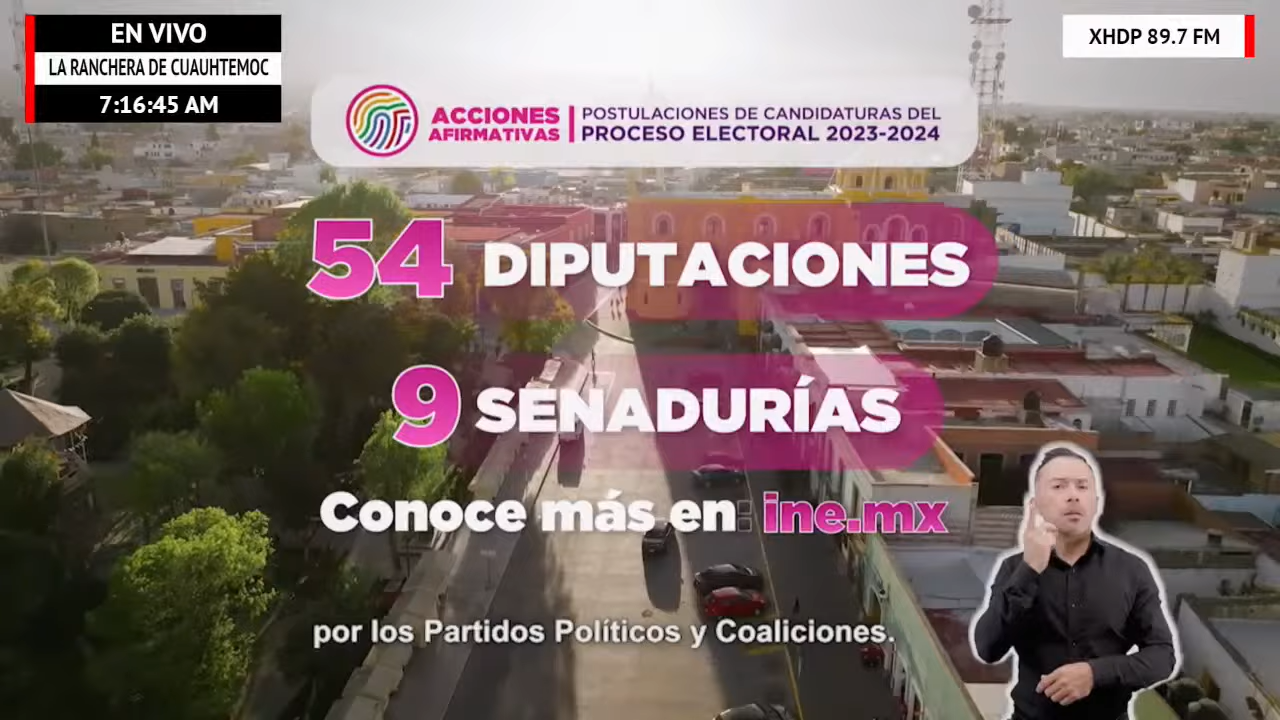 EN VIVO
LA RANCHERA DE CUAUHTEMOC
7:16:45 AM
XHDP 89.7 FM
ACCIONES
AFIRMATIVAS
POSTULACIONES DE CANDIDATURAS DEL
PROCESO ELECTORAL 2023-2024
54 DIPUTACIONES
9 SENADURÍAS
Conoce más en: ine.mx
por los Partidos Políticos y Coaliciones.